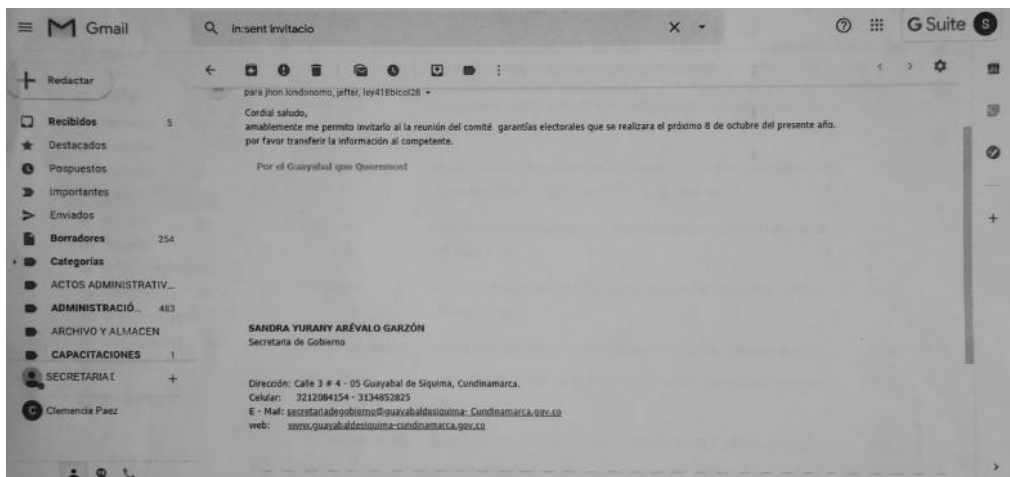 Gmail
in:sent invitacio
G Suite
S
Redactar
Recibidos 5
Destacados
Pospuestos
Importantes
Enviados
Borradores 254
Categorías
ACTOS ADMINISTRATIV...
ADMINISTRACIÓ... 483
ARCHIVO Y ALMACEN
CAPACITACIONES 1
SECRETARIA
C Clemencia Paez
para jhon.londonomo, jeffer, ley418bicol28
Cordial saludo,
amablemente me permito invitarlo al la reunión del comité garantías electorales que se realizara el próximo 8 de octubre del presente año.
por favor transferir la información al competente.
Por el Guayabal que Queremos!
SANDRA YURANY ARÉVALO GARZÓN
Secretaria de Gobierno
Dirección: Calle 3 # 4 - 05 Guayabal de Síquima, Cundinamarca.
Celular: 3212084154 - 3134852825
E - Mail: secretariadegobierno@guayabaldesiquima- Cundinamarca.gov.co
web: www.guayabaldesiquima-cundinamarca.gov.co